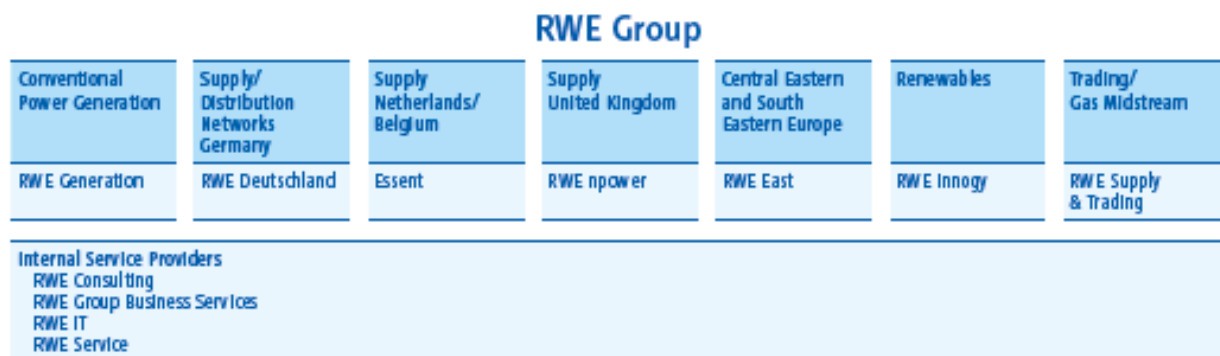 RWE Group
Conventional
Power Generation
RWE Generation
Supply/
Distribution
Networks
Germany
RWE Deutschland
Supply
Netherlands/
Belgium
Essent
Supply
United Kingdom
RWE npower
Central Eastern
and South
Eastern Europe
RWE East
Renewables
RWE Innogy
Trading/
Gas Midstream
RWE Supply
& Trading
Internal Service Providers
RWE Consulting
RWE Group Business Services
RWE IT
RWE Service